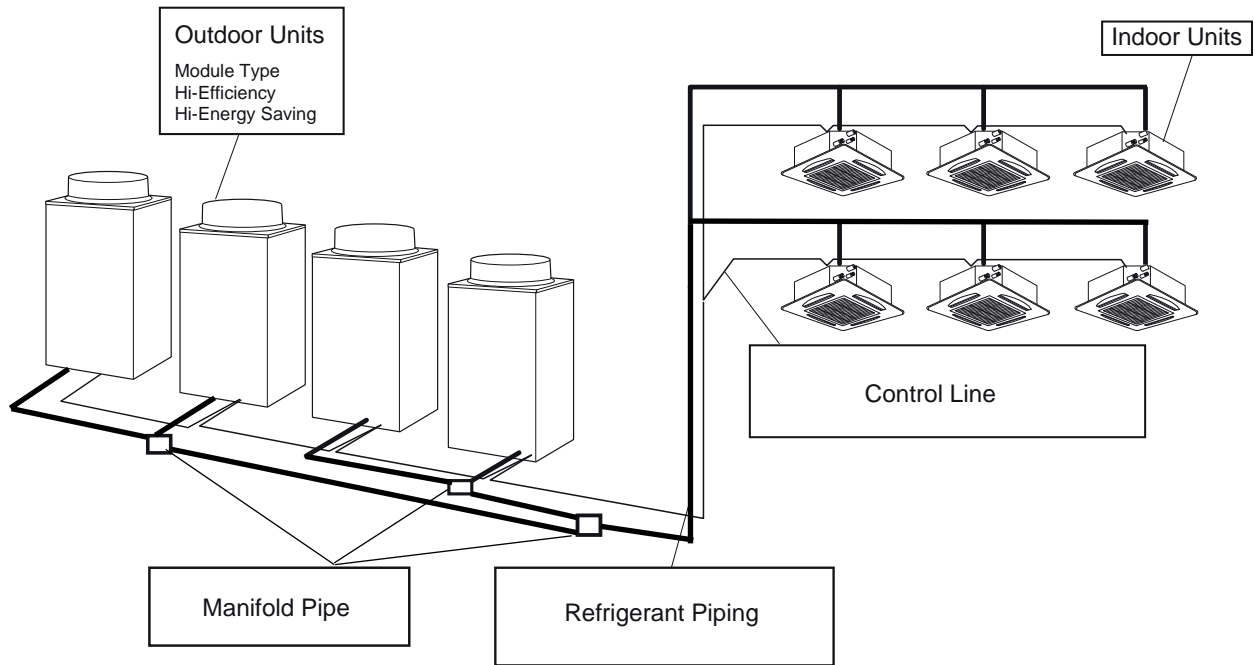 Outdoor Units
Module Type
Hi-Efficiency
Hi-Energy Saving
Indoor Units
Control Line
Manifold Pipe
Refrigerant Piping